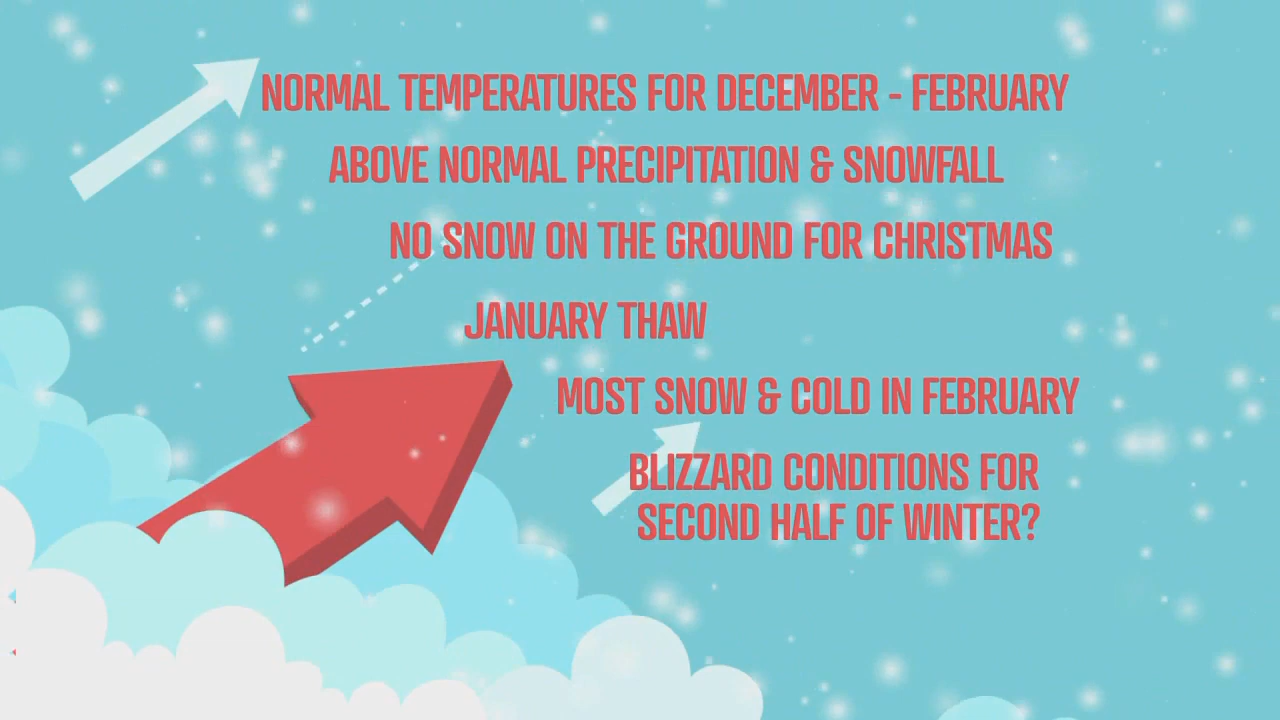 NORMAL TEMPERATURES FOR DECEMBER - FEBRUARY
ABOVE NORMAL PRECIPITATION & SNOWFALL
NO SNOW ON THE GROUND FOR CHRISTMAS
JANUARY THAW
MOST SNOW & COLD IN FEBRUARY
BLIZZARD CONDITIONS FOR
SECOND HALF OF WINTER?